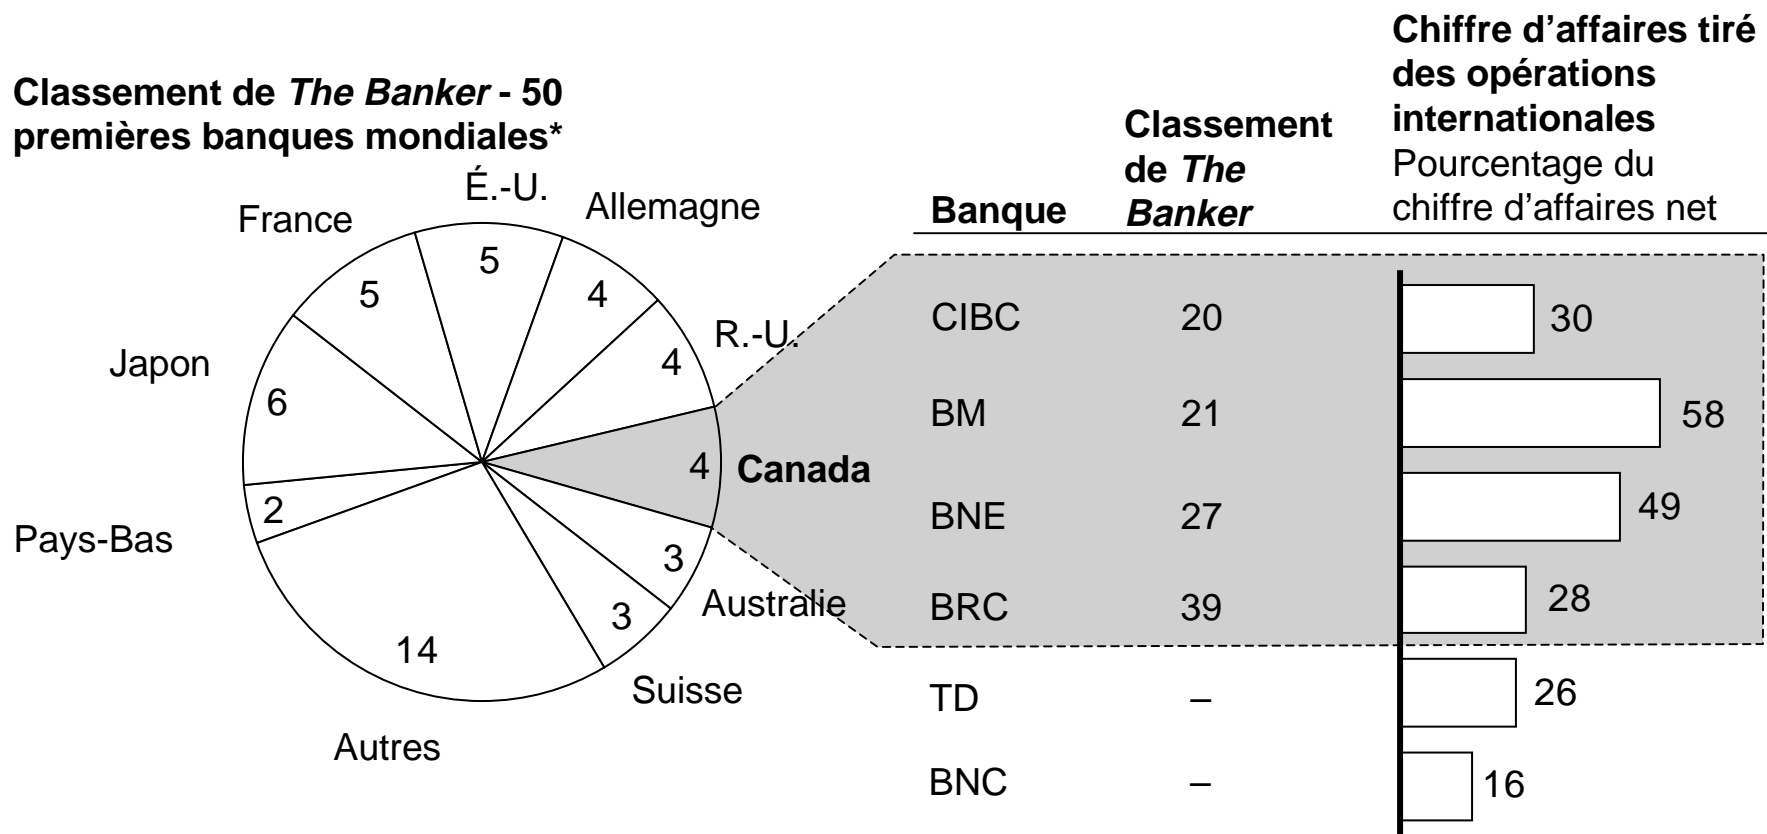 Classement de The Banker - 50
premières banques mondiales*
É.-U.
Allemagne
France
R.-U.
Japon
Canada
Pays-Bas
Australie
Suisse
Autres
5
5
4
4
6
4
2
3
3
14
Banque
Classement
de The
Banker
Chiffre d’affaires tiré
des opérations
internationales
Pourcentage du
chiffre d’affaires net
CIBC 20 30
BM 21 58
BNE 27 49
BRC 39 28
TD – 26
BNC – 16